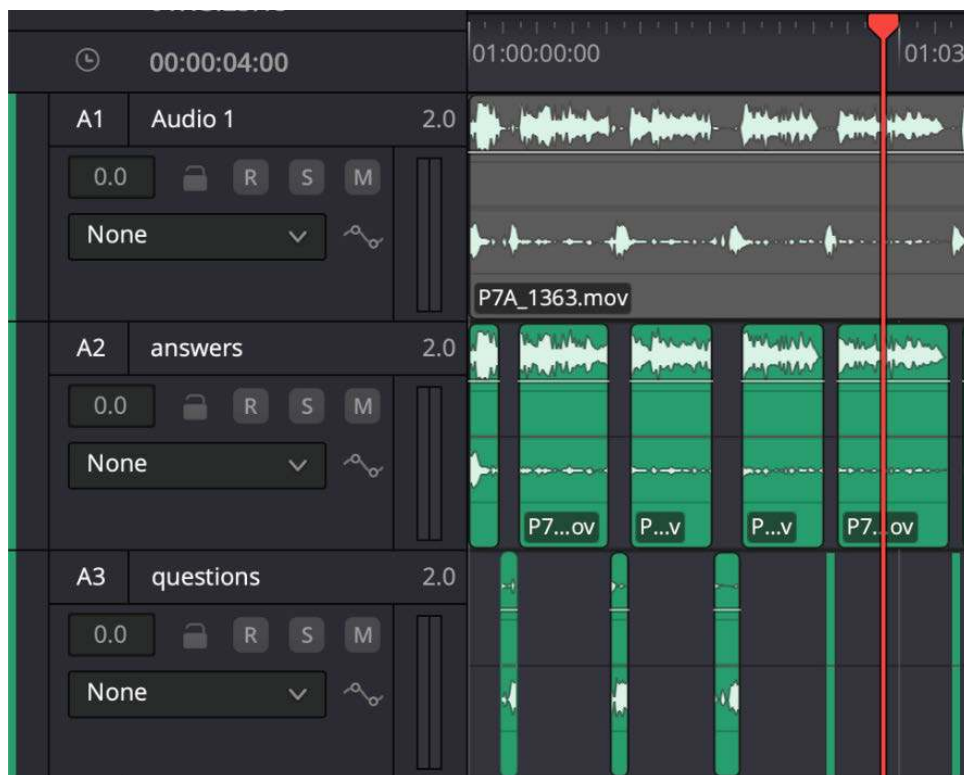 00:00:04:00
01:00:00:00
01:03
A1 Audio 1 2.0
0.0 R S M
None
P7A_1363.mov
A2 answers 2.0
0.0 R S M
None
P7...ov P...v P...v P7...ov
A3 questions 2.0
0.0 R S M
None